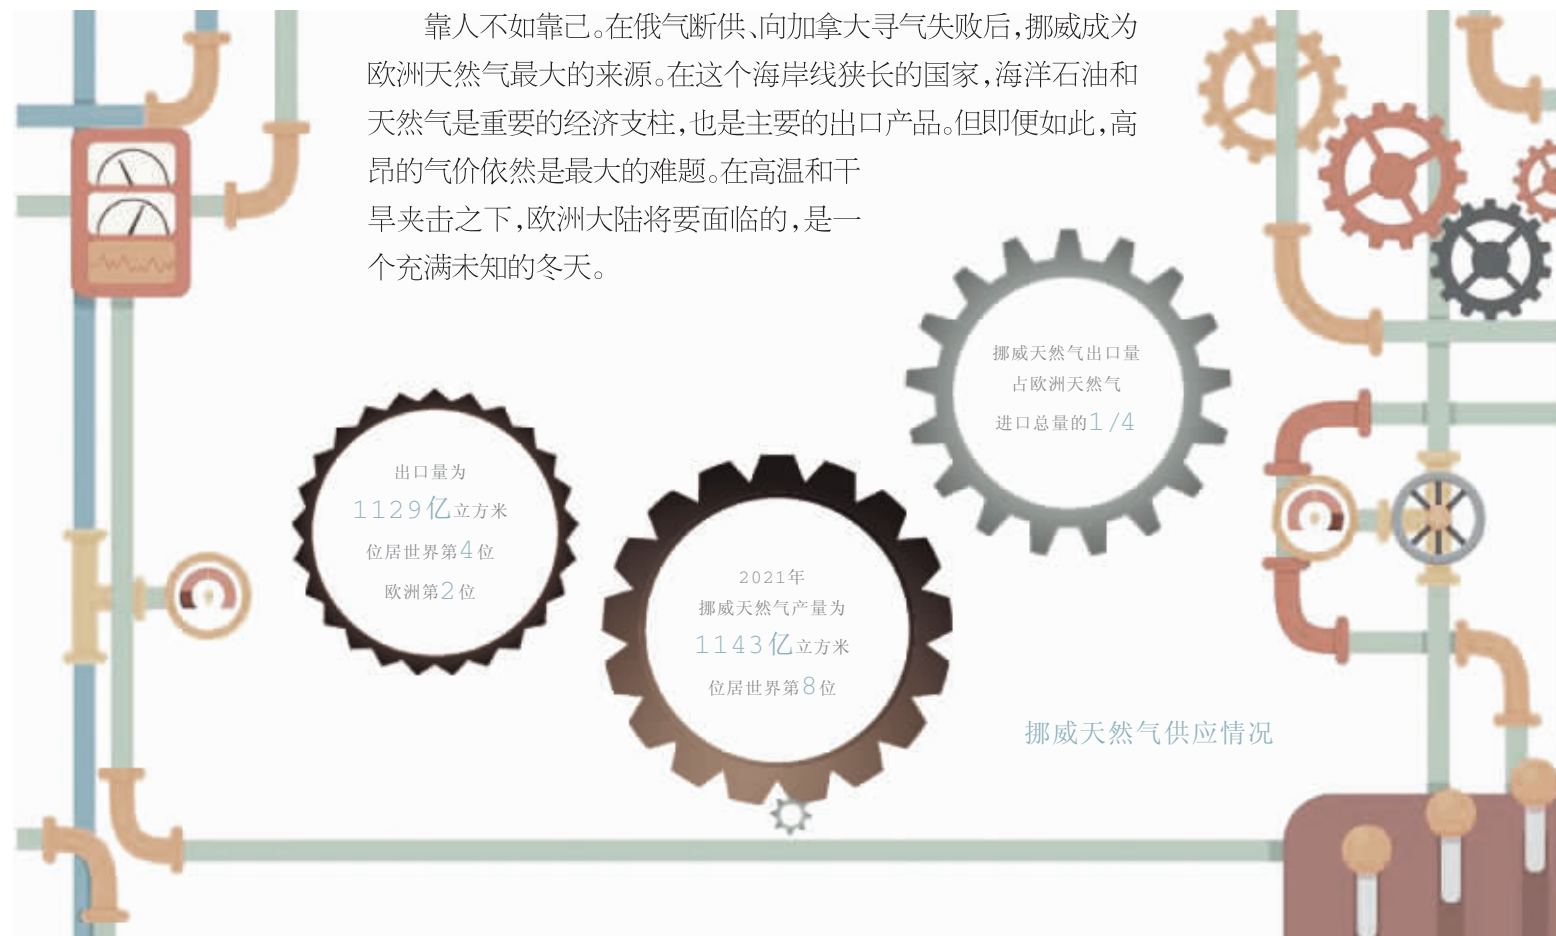 靠人不如靠己。在俄气断供、向加拿大寻气失败后,挪威成为
欧洲天然气最大的来源。在这个海岸线狭长的国家,海洋石油和
天然气是重要的经济支柱,也是主要的出口产品。但即便如此,高
昂的气价依然是最大的难题。在高温和干
旱夹击之下,欧洲大陆将要面临的,是一
个充满未知的冬天。
挪威天然气出口量
占欧洲天然气
进口总量的1/4
出口量为
1129亿立方米
位居世界第4位
欧洲第2位
2021年
挪威天然气产量为
1143亿立方米
位居世界第8位
挪威天然气供应情况